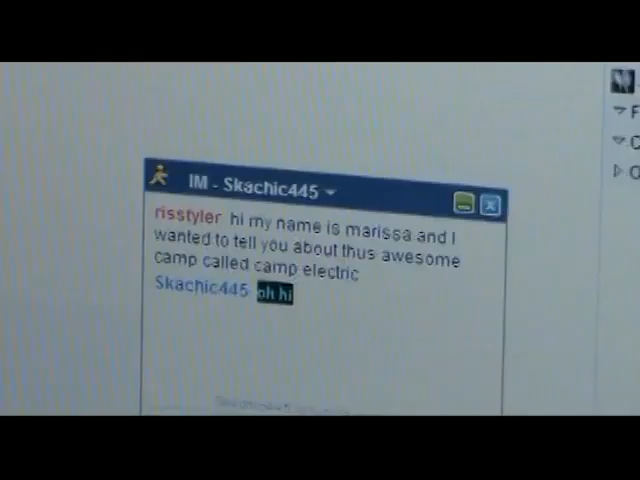 IM - Skachic445
risstyler hi my name is marissa and I
wanted to tell you about thus awesome
camp called camp electric
Skachic445 oh hi
F
C